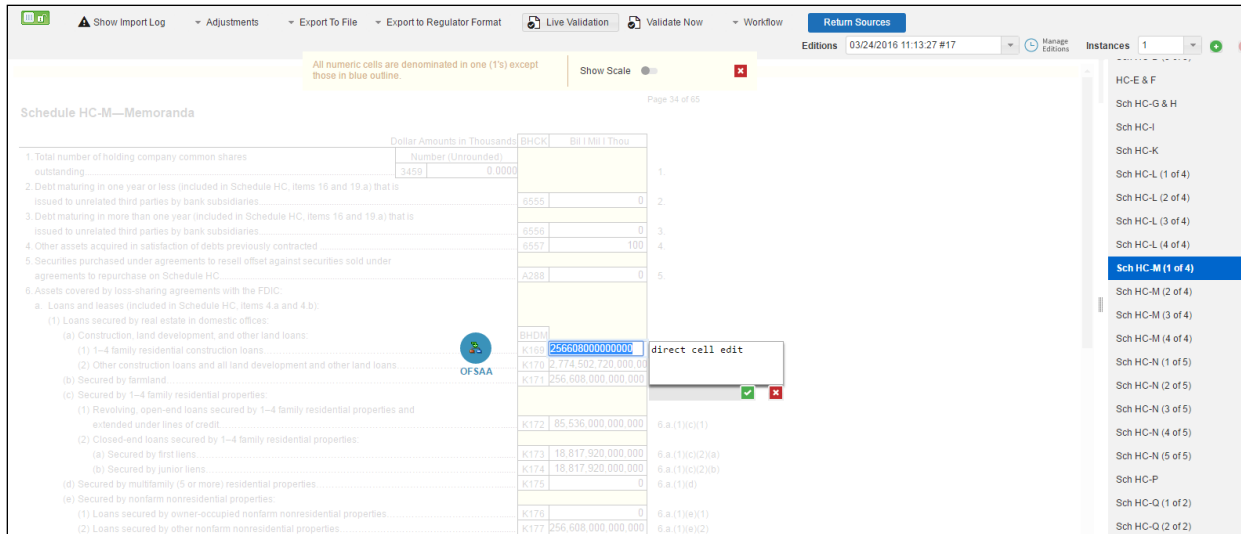 Show Import Log Adjustments Export To File Export to Regulator Format Live Validation Validate Now Workflow Return Sources
Editions 03/24/2016 11:13:27 #17 Manage Editions Instances 1
All numeric cells are denominated in one (1's) except
those in blue outline.
Show Scale
Page 34 of 65
Schedule HC-M—Memoranda
Dollar Amounts in Thousands BHCK Bil I Mil I Thou
1. Total number of holding company common shares Number (Unrounded)
outstanding 3459 0.0000 1.
2. Debt maturing in one year or less (included in Schedule HC, items 16 and 19.a) that is
issued to unrelated third parties by bank subsidiaries 6555 0 2.
3. Debt maturing in more than one year (included in Schedule HC, items 16 and 19.a) that is
issued to unrelated third parties by bank subsidiaries 6556 0 3.
4. Other assets acquired in satisfaction of debts previously contracted 6557 100 4.
5. Securities purchased under agreements to resell offset against securities sold under
agreements to repurchase on Schedule HC A288 0 5.
6. Assets covered by loss-sharing agreements with the FDIC:
a. Loans and leases (included in Schedule HC, items 4.a and 4.b):
(1) Loans secured by real estate in domestic offices:
(a) Construction, land development, and other land loans: BHDM
(1) 1–4 family residential construction loans K169 256608000000000 direct cell edit
OFSAA
(2) Other construction loans and all land development and other land loans K170 2,774,502,720,000,00
(b) Secured by farmland K171 256,608,000,000,000
(c) Secured by 1–4 family residential properties:
(1) Revolving, open-end loans secured by 1–4 family residential properties and
extended under lines of credit K172 85,536,000,000,000 6.a.(1)(c)(1)
(2) Closed-end loans secured by 1–4 family residential properties:
(a) Secured by first liens K173 18,817,920,000,000 6.a.(1)(c)(2)(a)
(b) Secured by junior liens K174 18,817,920,000,000 6.a.(1)(c)(2)(b)
(d) Secured by multifamily (5 or more) residential properties K175 0 6.a.(1)(d)
(e) Secured by nonfarm nonresidential properties:
(1) Loans secured by owner-occupied nonfarm nonresidential properties K176 0 6.a.(1)(e)(1)
(2) Loans secured by other nonfarm nonresidential properties K177 256,608,000,000,000 6.a.(1)(e)(2)
HC-E & F
Sch HC-G & H
Sch HC-I
Sch HC-K
Sch HC-L (1 of 4)
Sch HC-L (2 of 4)
Sch HC-L (3 of 4)
Sch HC-L (4 of 4)
Sch HC-M (1 of 4)
Sch HC-M (2 of 4)
Sch HC-M (3 of 4)
Sch HC-M (4 of 4)
Sch HC-N (1 of 5)
Sch HC-N (2 of 5)
Sch HC-N (3 of 5)
Sch HC-N (4 of 5)
Sch HC-N (5 of 5)
Sch HC-P
Sch HC-Q (1 of 2)
Sch HC-Q (2 of 2)